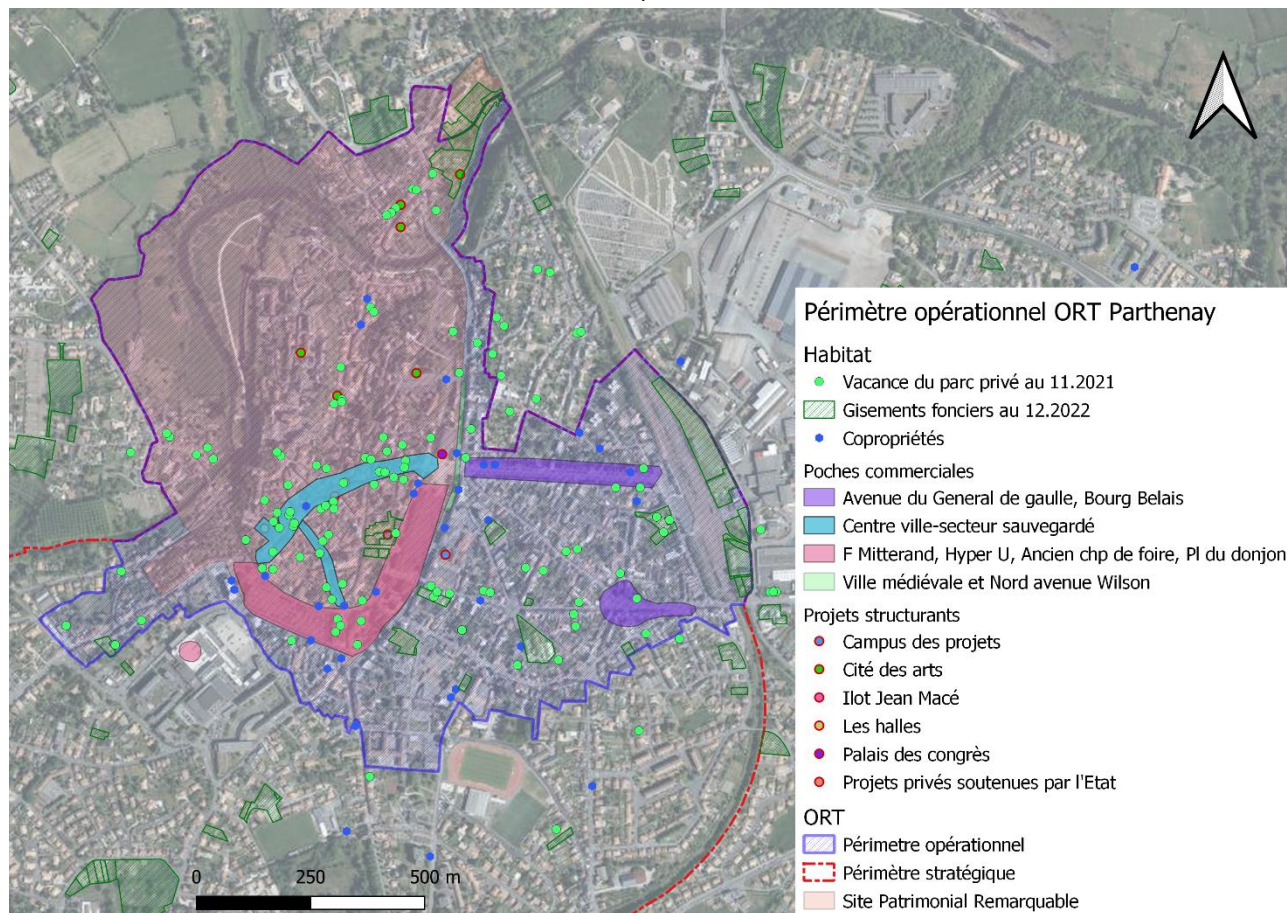 Périmètre opérationnel ORT Parthenay
Habitat
Vacance du parc privé au 11.2021
Gisements fonciers au 12.2022
Copropriétés
Poches commerciales
Avenue du General de gaulle, Bourg Belais
Centre ville-secteur sauvegardé
F Mitterand, Hyper U, Ancien chp de foire, Pl du donjon
Ville médiévale et Nord avenue Wilson
Projets structurants
Campus des projets
Cité des arts
Ilot Jean Macé
Les halles
Palais des congrès
Projets privés soutenues par l'Etat
ORT
Périmetre opérationnel
Périmètre stratégique
Site Patrimonial Remarquable
0 250 500 m